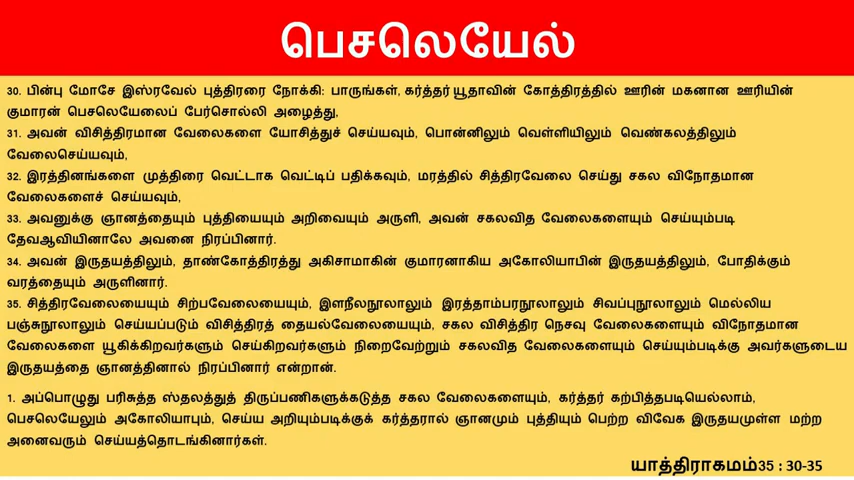 பெசலெயேல்
30. பின்பு மோசே இஸ்ரவேல் புத்திரரை நோக்கி: பாருங்கள், கர்த்தர் யூதாவின் கோத்திரத்தில் ஊரின் மகனான ஊரியின்
குமாரன் பெசலெயேலைப் பேர்சொல்லி அழைத்து,
31. அவன் விசித்திரமான வேலைகளை யோசித்துச் செய்யவும், பொன்னிலும் வெள்ளியிலும் வெண்கலத்திலும்
வேலைசெய்யவும்,
32. இரத்தினங்களை முத்திரை வெட்டாக வெட்டிப் பதிக்கவும், மரத்தில் சித்திரவேலை செய்து சகல விநோதமான
வேலைகளைச் செய்யவும்,
33. அவனுக்கு ஞானத்தையும் புத்தியையும் அறிவையும் அருளி, அவன் சகலவித வேலைகளையும் செய்யும்படி
தேவஆவியினாலே அவனை நிரப்பினார்.
34. அவன் இருதயத்திலும், தாண்கோத்திரத்து அகிசாமாகின் குமாரனாகிய அகோலியாபின் இருதயத்திலும், போதிக்கும்
வரத்தையும் அருளினார்.
35. சித்திரவேலையையும் சிற்பவேலையையும், இளநீலநூலாலும் இரத்தாம்பரநூலாலும் சிவப்புநூலாலும் மெல்லிய
பஞ்சுநூலாலும் செய்யப்படும் விசித்திரத் தையல்வேலையையும், சகல விசித்திர நெசவு வேலைகளையும் விநோதமான
வேலைகளை யூகிக்கிறவர்களும் செய்கிறவர்களும் நிறைவேற்றும் சகலவித வேலைகளையும் செய்யும்படிக்கு அவர்களுடைய
இருதயத்தை ஞானத்தினால் நிரப்பினார் என்றான்.
1. அப்பொழுது பரிசுத்த ஸ்தலத்துத் திருப்பணிகளுக்கடுத்த சகல வேலைகளையும், கர்த்தர் கற்பித்தபடியெல்லாம்,
பெசலெயேலும் அகோலியாபும், செய்ய அறியும்படிக்குக் கர்த்தரால் ஞானமும் புத்தியும் பெற்ற விவேக இருதயமுள்ள மற்ற
அனைவரும் செய்யத்தொடங்கினார்கள்.
யாத்திராகமம்35 : 30-35